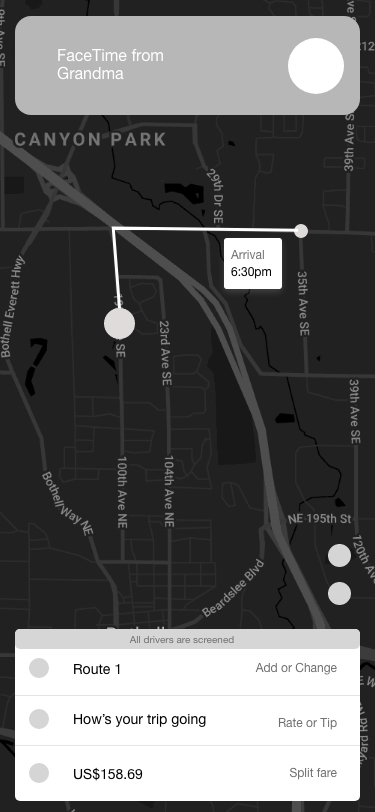 FaceTime from
Grandma
CANYON PARK
29th Dr SE
39th Ave S
Arrival
6:30pm
35th Ave SE
Bothell Everett Hwy
SE
23rd Ave SE
39th Ave SE
100th Ave NE
104th Ave NE
Bothell Way NE
NE 195th St
120th Av
Beardslee Blvd
All drivers are screened
Route 1
Add or Change
How's your trip going
Rate or Tip
US$158.69
Split fare